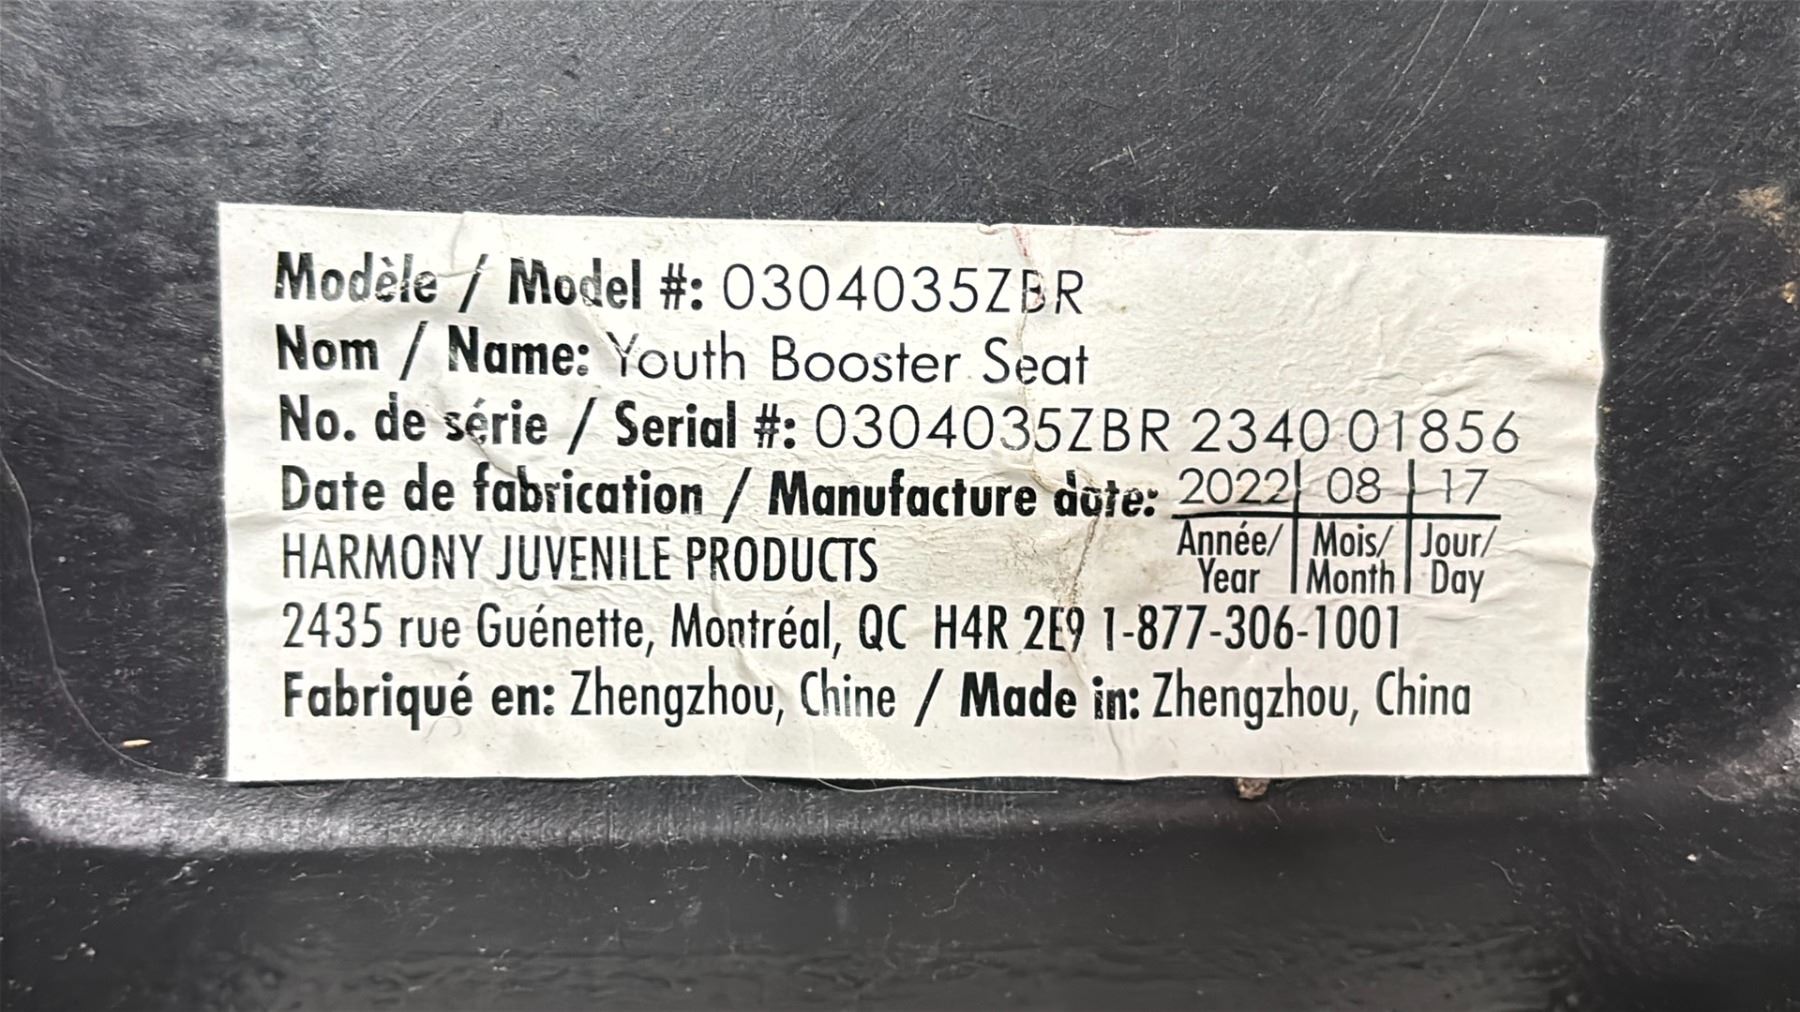 Modèle / Model #: 0304035ZBR
Nom / Name: Youth Booster Seat
No. de série / Serial #: 0304035ZBR 2340 01856
Date de fabrication / Manufacture date: 2022 | 08 | 17
Année/ | Mois/ | Jour/
Year | Month | Day
HARMONY JUVENILE PRODUCTS
2435 rue Guénette, Montréal, QC H4R 2E9 1-877-306-1001
Fabriqué en: Zhengzhou, Chine / Made in: Zhengzhou, China